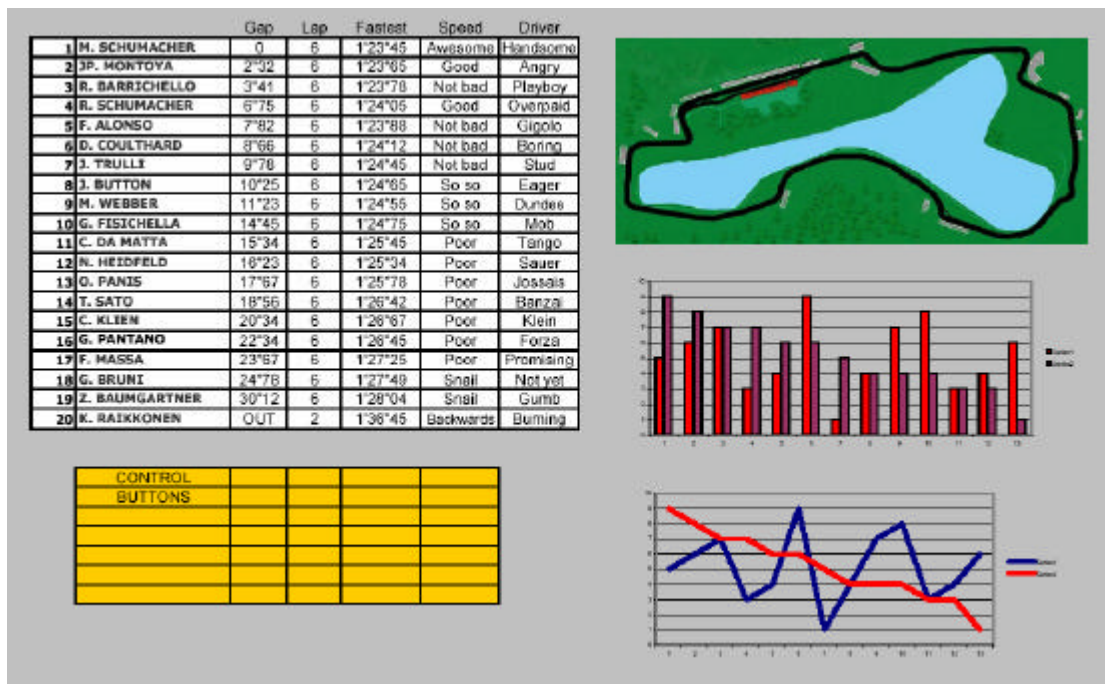 Gap Lap Fastest Speed Driver
1 M. SCHUMACHER 0 6 1'23"45 Awesome Handsome
2 JP. MONTOYA 2"32 6 1'23"65 Good Angry
3 R. BARRICHELLO 3"41 6 1'23"78 Not bad Playboy
4 R. SCHUMACHER 6"75 6 1'24"05 Good Overpaid
5 F. ALONSO 7"82 6 1'23"88 Not bad Gigolo
6 D. COULTHARD 8"66 6 1'24"12 Not bad Boring
7 J. TRULLI 9"78 6 1'24"45 Not bad Stud
8 J. BUTTON 10"25 6 1'24"65 So so Eager
9 M. WEBBER 11"23 6 1'24"55 So so Dundee
10 G. FISICHELLA 14"45 6 1'24"75 So so Mob
11 C. DA MATTA 15"34 6 1'25"45 Poor Tango
12 N. HEIDFELD 16"23 6 1'25"34 Poor Sauer
13 O. PANIS 17"67 6 1'25"78 Poor Jossais
14 T. SATO 18"56 6 1'26"42 Poor Banzai
15 C. KLIEN 20"34 6 1'26"67 Poor Klein
16 G. PANTANO 22"34 6 1'26"45 Poor Forza
17 F. MASSA 23"67 6 1'27"25 Poor Promising
18 G. BRUNI 24"78 6 1'27"49 Snail Not yet
19 Z. BAUMGARTNER 30"12 6 1'28"04 Snail Gumb
20 K. RAIKKONEN OUT 2 1'36"45 Backwards Burning
CONTROL
BUTTONS
1 2 3 4 5 6 7 8 9 10 11 12 13
1 2 3 4 5 6 7 8 9 10 11 12 13